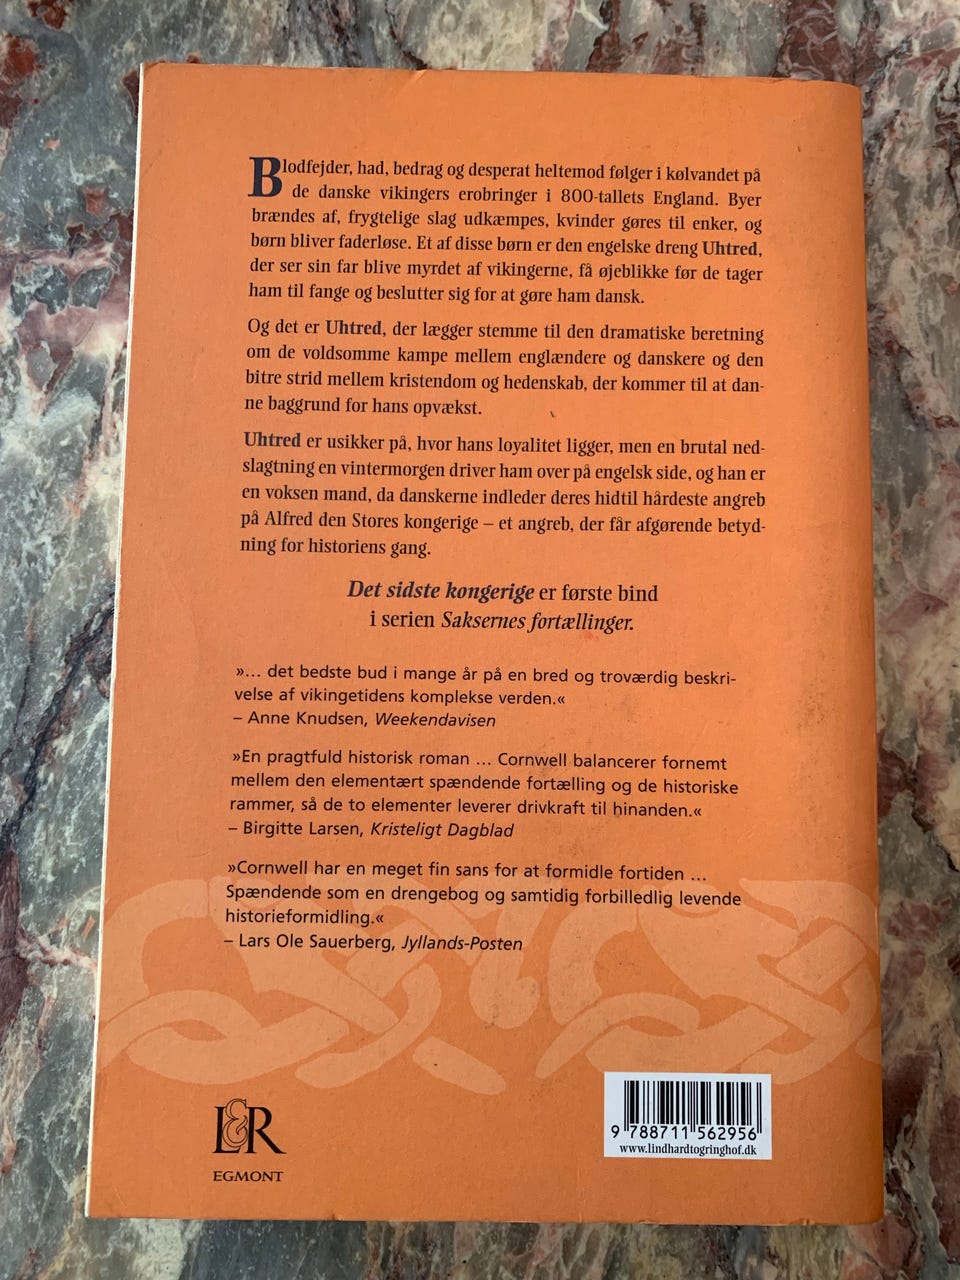 Blodfejder, had, bedrag og desperat heltemod følger i kølvandet på
de danske vikingers erobringer i 800-tallets England. Byer
brændes af, frygtelige slag udkæmpes, kvinder gøres til enker, og
børn bliver faderløse. Et af disse børn er den engelske dreng Uhtred,
der ser sin far blive myrdet af vikingerne, få øjeblikke før de tager
ham til fange og beslutter sig for at gøre ham dansk.
Og det er Uhtred, der lægger stemme til den dramatiske beretning
om de voldsomme kampe mellem englændere og danskere og den
bitre strid mellem kristendom og hedenskab, der kommer til at dan-
ne baggrund for hans opvækst.
Uhtred er usikker på, hvor hans loyalitet ligger, men en brutal ned-
slagtning en vintermorgen driver ham over på engelsk side, og han er
en voksen mand, da danskerne indleder deres hidtil hårdeste angreb
på Alfred den Stores kongerige – et angreb, der får afgørende betyd-
ning for historiens gang.
Det sidste kongerige er første bind
i serien Saksernes fortællinger.
»… det bedste bud i mange år på en bred og troværdig beskri-
velse af vikingetidens komplekse verden.«
– Anne Knudsen, Weekendavisen
»En pragtfuld historisk roman … Cornwell balancerer fornemt
mellem den elementært spændende fortælling og de historiske
rammer, så de to elementer leverer drivkraft til hinanden.«
– Birgitte Larsen, Kristeligt Dagblad
»Cornwell har en meget fin sans for at formidle fortiden …
Spændende som en drengebog og samtidig forbilledlig levende
historieformidling.«
– Lars Ole Sauerberg, Jyllands-Posten
L&R
EGMONT
9 788711 562956
www.lindhardtogringhof.dk